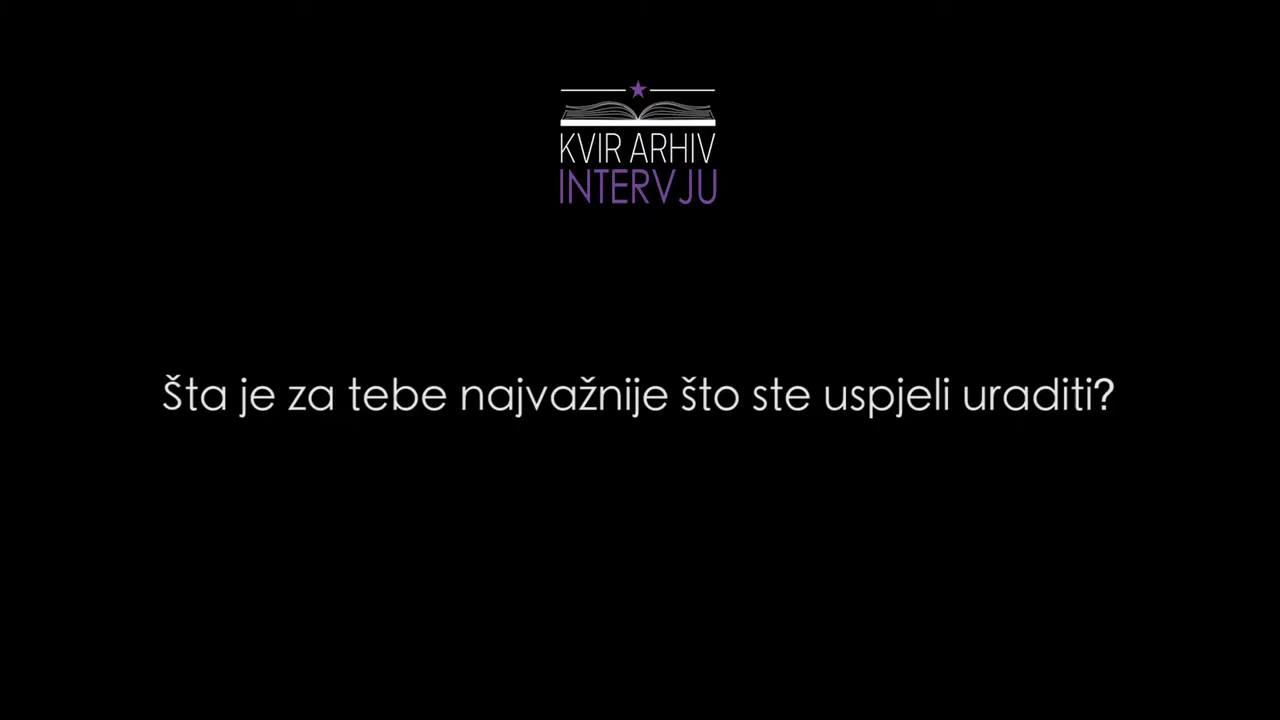 KVIR ARHIV
INTERVJU
Šta je za tebe najvažnije što ste uspjeli uraditi?